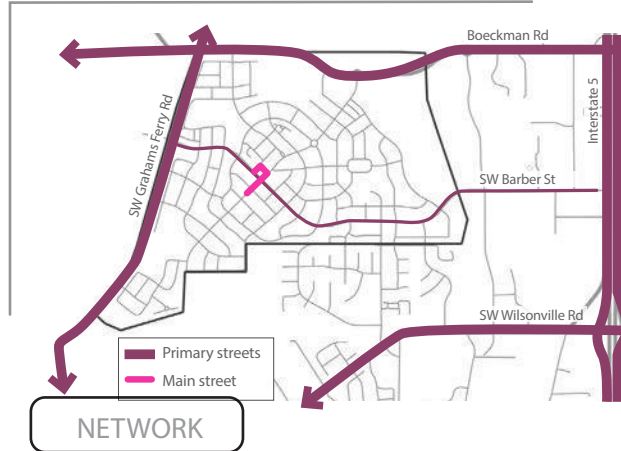 Boeckman Rd
Interstate 5
SW Grahams Ferry Rd
SW Barber St
SW Wilsonville Rd
Primary streets
Main street
NETWORK